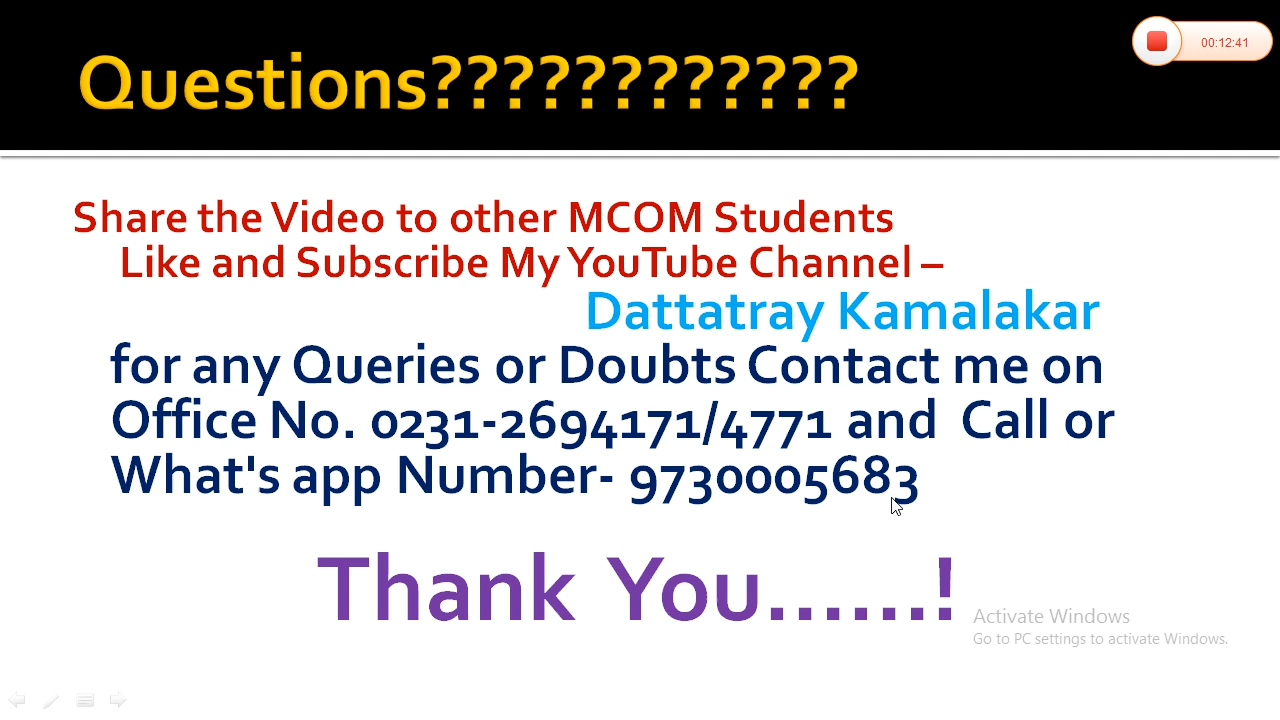 00:12:41
Questions????????????
Share the Video to other MCOM Students
Like and Subscribe My YouTube Channel –
Dattatray Kamalakar
for any Queries or Doubts Contact me on
Office No. 0231-2694171/4771 and Call or
What's app Number- 9730005683
Thank You......!
Activate Windows
Go to PC settings to activate Windows.